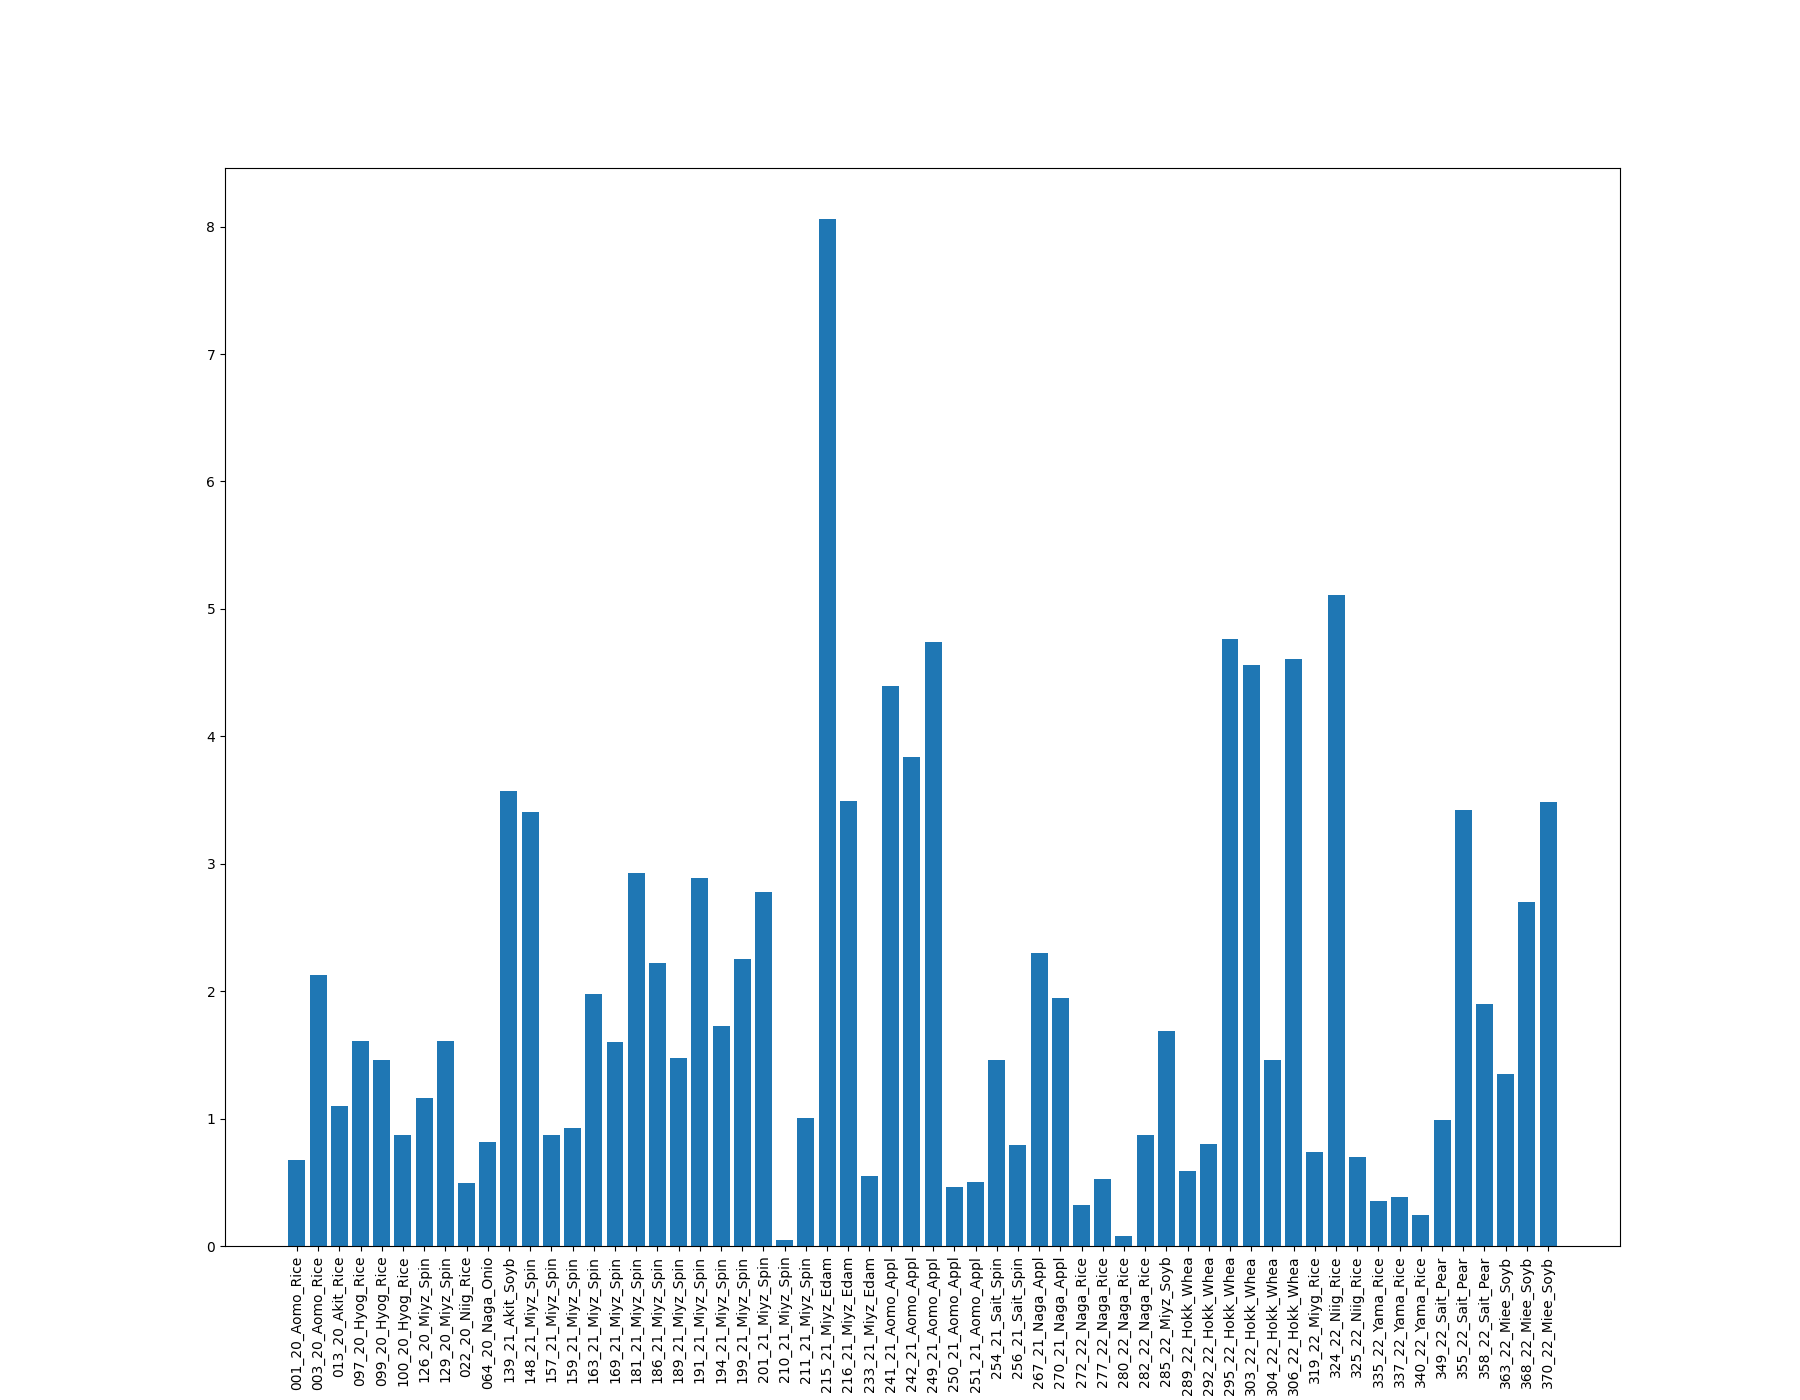 8
7
6
5
4
3
2
1
0
001_20_Aomo_Rice
003_20_Aomo_Rice
013_20_Akit_Rice
097_20_Hyog_Rice
099_20_Hyog_Rice
100_20_Hyog_Rice
126_20_Miyz_Spin
129_20_Miyz_Spin
022_20_Niig_Rice
064_20_Naga_Onio
139_21_Akit_Soyb
148_21_Miyz_Spin
157_21_Miyz_Spin
159_21_Miyz_Spin
163_21_Miyz_Spin
169_21_Miyz_Spin
181_21_Miyz_Spin
186_21_Miyz_Spin
189_21_Miyz_Spin
191_21_Miyz_Spin
194_21_Miyz_Spin
199_21_Miyz_Spin
201_21_Miyz_Spin
210_21_Miyz_Spin
211_21_Miyz_Spin
215_21_Miyz_Edam
216_21_Miyz_Edam
233_21_Miyz_Edam
241_21_Aomo_Appl
242_21_Aomo_Appl
249_21_Aomo_Appl
250_21_Aomo_Appl
251_21_Aomo_Appl
254_21_Sait_Spin
256_21_Sait_Spin
267_21_Naga_Appl
270_21_Naga_Appl
272_22_Naga_Rice
277_22_Naga_Rice
280_22_Naga_Rice
282_22_Naga_Rice
285_22_Miyz_Soyb
289_22_Hokk_Whea
292_22_Hokk_Whea
295_22_Hokk_Whea
303_22_Hokk_Whea
304_22_Hokk_Whea
306_22_Hokk_Whea
319_22_Miyg_Rice
324_22_Niig_Rice
325_22_Niig_Rice
335_22_Yama_Rice
337_22_Yama_Rice
340_22_Yama_Rice
349_22_Sait_Pear
355_22_Sait_Pear
358_22_Sait_Pear
363_22_Miee_Soyb
368_22_Miee_Soyb
370_22_Miee_Soyb